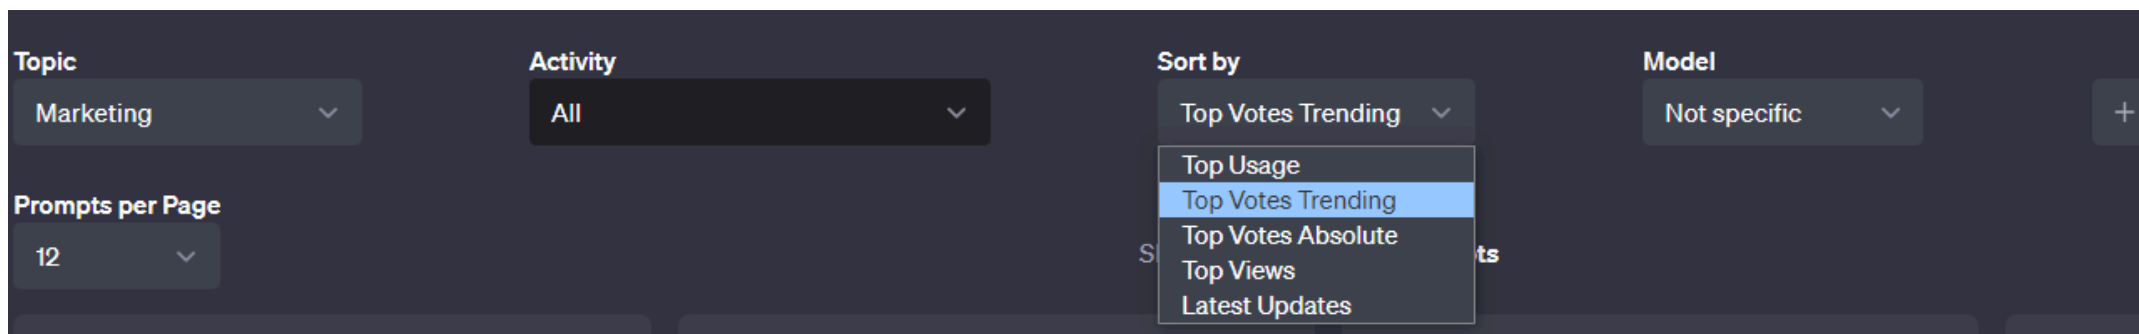 Topic
Activity
Sort by
Model
Marketing
All
Top Votes Trending
Not specific
+
Top Usage
Top Votes Trending
Top Votes Absolute
Top Views
Latest Updates
Prompts per Page
12